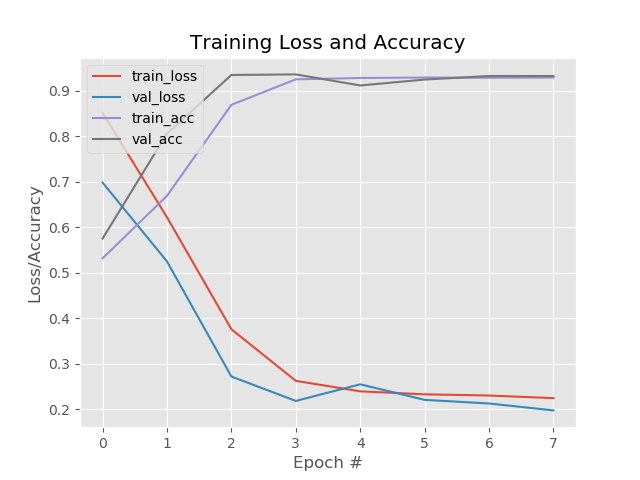 Training Loss and Accuracy
train_loss
val_loss
train_acc
val_acc
Loss/Accuracy
0.9
0.8
0.7
0.6
0.5
0.4
0.3
0.2
0 1 2 3 4 5 6 7
Epoch #